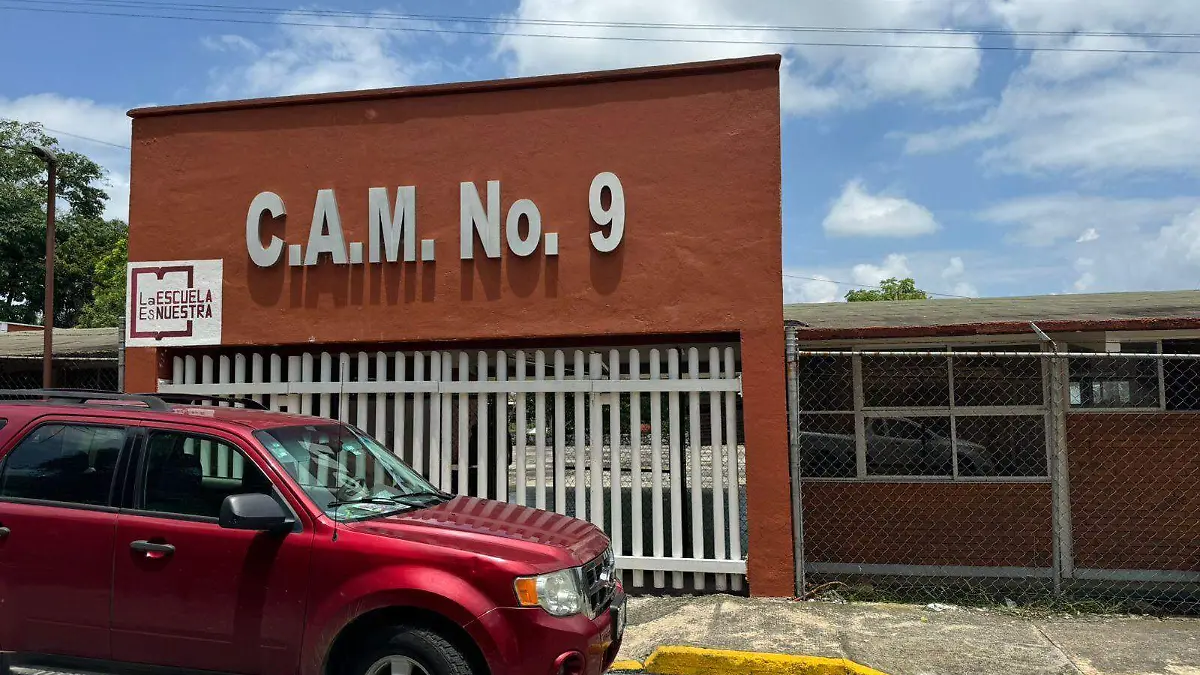 C.A.M. No. 9
La ESCUELA
Es NUESTRA